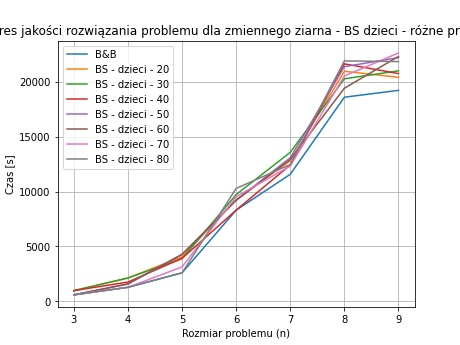 res jakości rozwiązania problemu dla zmiennego ziarna - BS dzieci - różne pr
B&B
BS - dzieci - 20
BS - dzieci - 30
BS - dzieci - 40
BS - dzieci - 50
BS - dzieci - 60
BS - dzieci - 70
BS - dzieci - 80
Czas [s]
20000
15000
10000
5000
0
3 4 5 6 7 8 9
Rozmiar problemu (n)